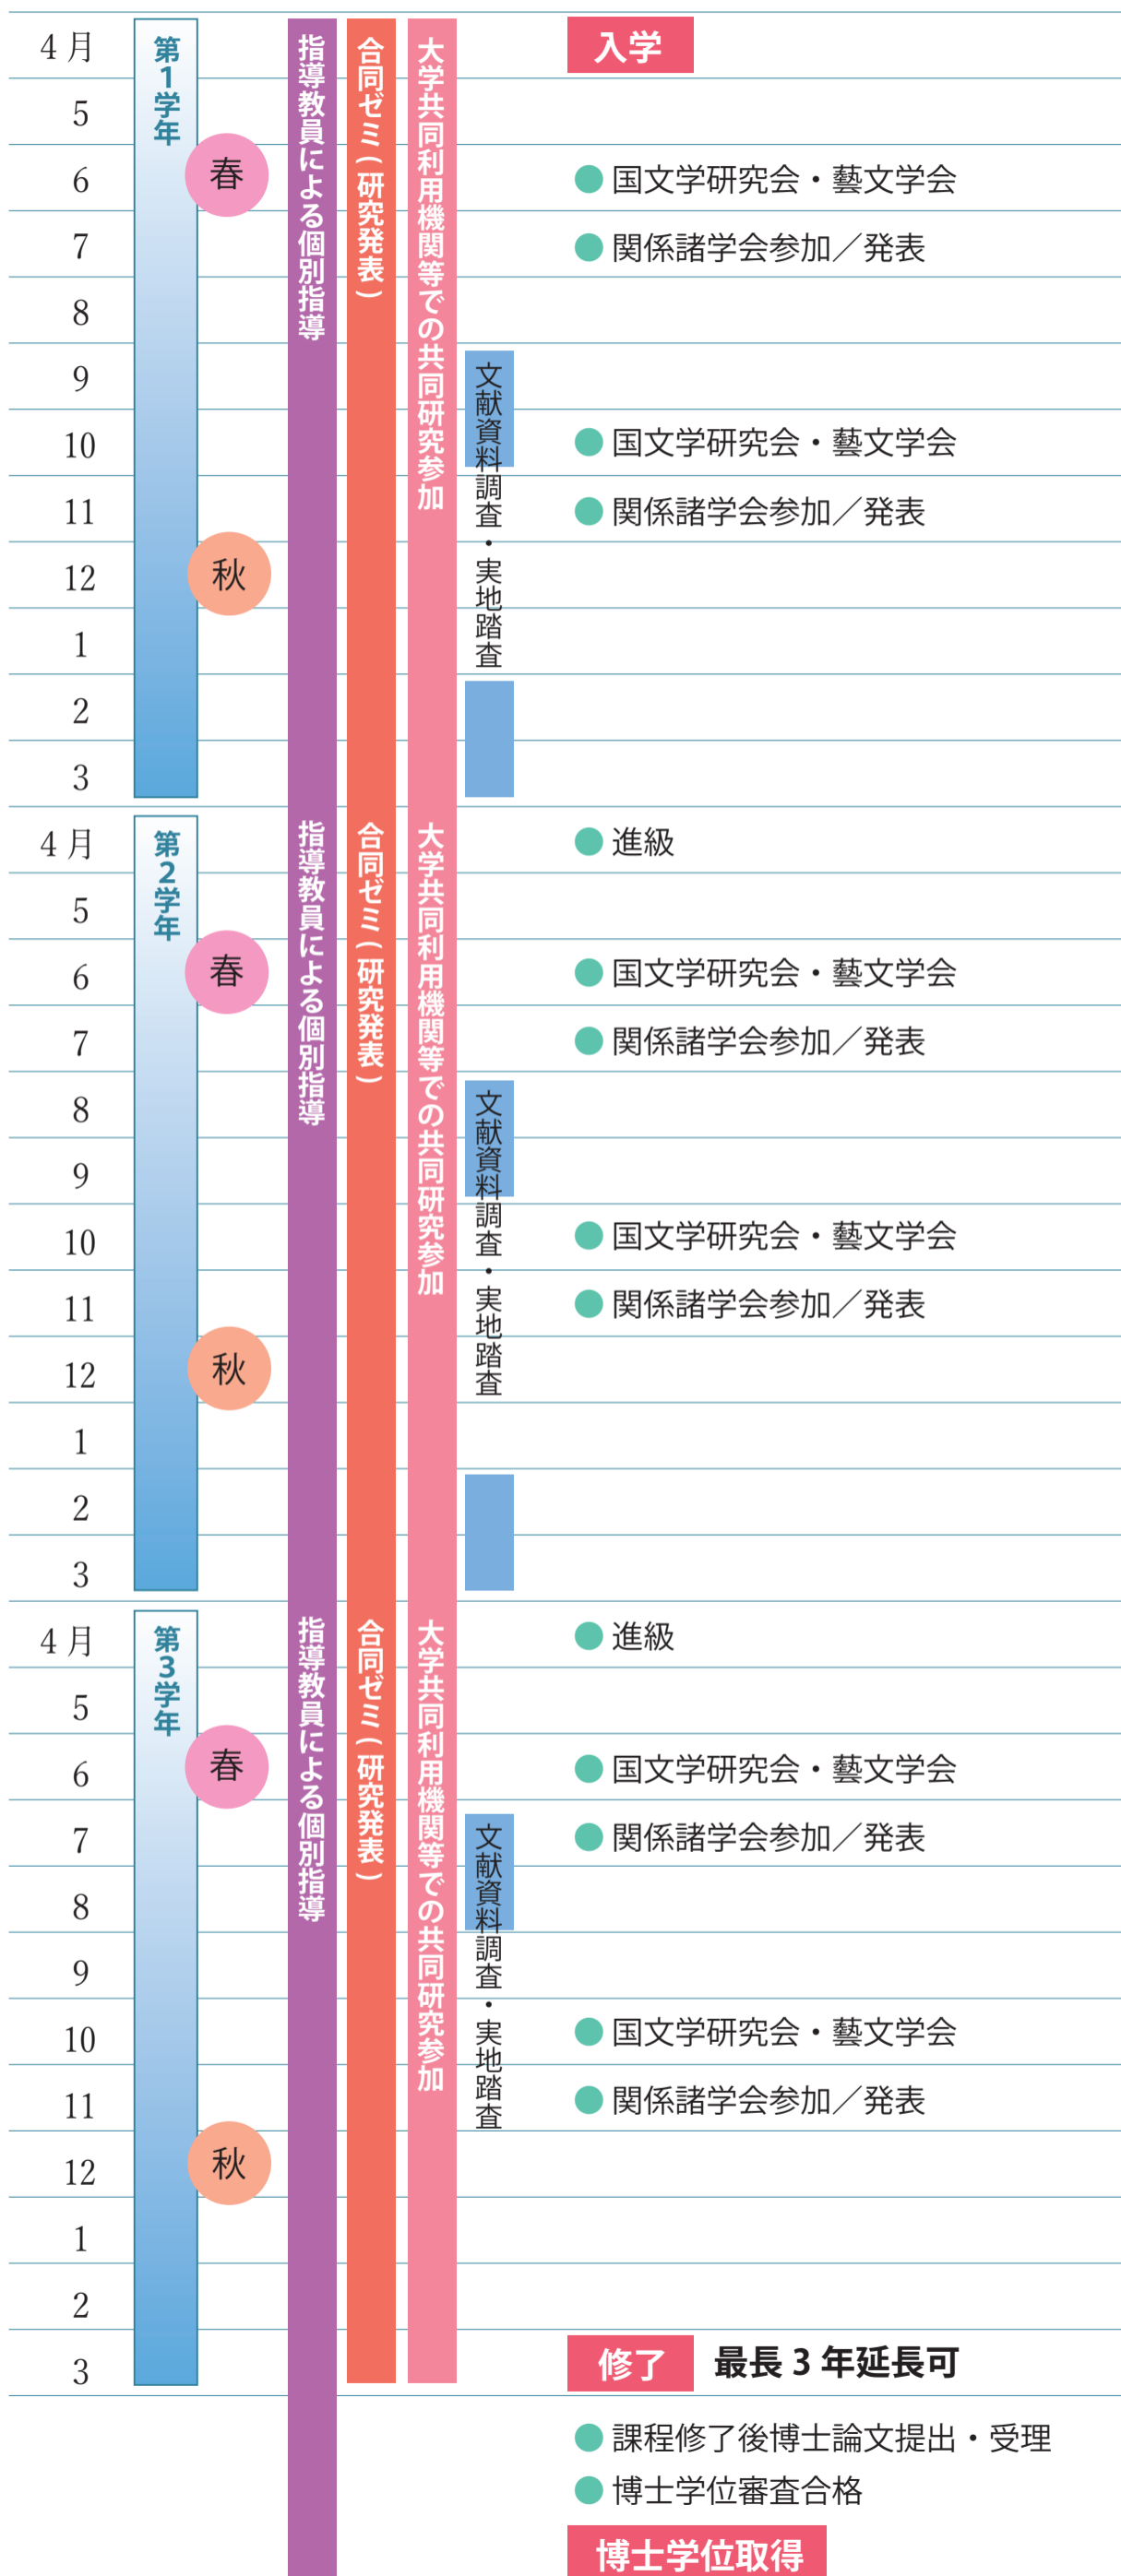 4 月
第1学年
指導教員による個別指導
合同ゼミ(研究発表)
大学共同利用機関等での共同研究参加
入学
5
春
6
● 国文学研究会・藝文学会
7
● 関係諸学会参加／発表
8
9
文献資料調査・実地踏査
10
● 国文学研究会・藝文学会
11
● 関係諸学会参加／発表
12
秋
1
2
3
4 月
第2学年
指導教員による個別指導
合同ゼミ(研究発表)
大学共同利用機関等での共同研究参加
● 進級
5
春
6
● 国文学研究会・藝文学会
7
● 関係諸学会参加／発表
8
文献資料調査・実地踏査
9
10
● 国文学研究会・藝文学会
11
● 関係諸学会参加／発表
12
秋
1
2
3
4 月
第3学年
指導教員による個別指導
合同ゼミ(研究発表)
大学共同利用機関等での共同研究参加
● 進級
5
春
6
● 国文学研究会・藝文学会
7
● 関係諸学会参加／発表
文献資料調査・実地踏査
8
9
10
● 国文学研究会・藝文学会
11
● 関係諸学会参加／発表
12
秋
1
2
3
修了 最長 3 年延長可
● 課程修了後博士論文提出・受理
● 博士学位審査合格
博士学位取得